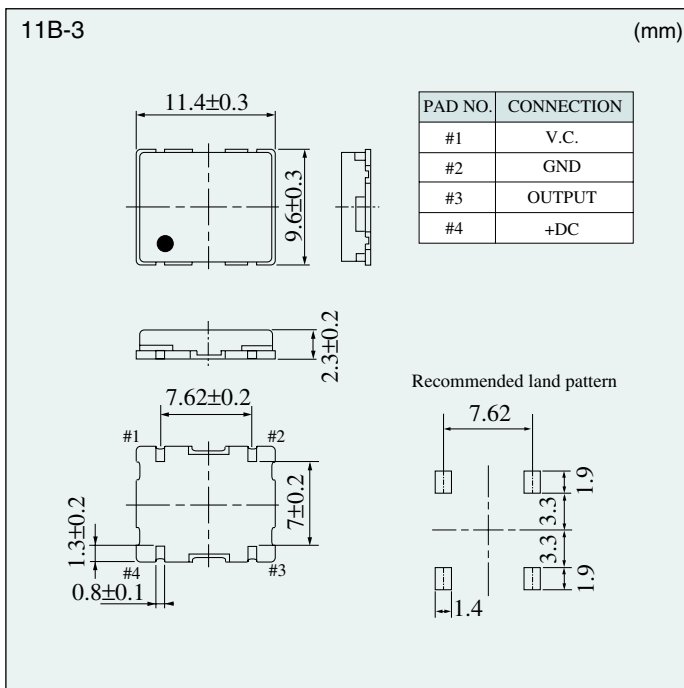 11B-3 (mm)
11.4±0.3
9.6±0.3
PAD NO. CONNECTION
#1 V.C.
#2 GND
#3 OUTPUT
#4 +DC
2.3±0.2
Recommended land pattern
7.62±0.2
7.62
#1 #2
7±0.2
1.3±0.2
#4 #3
0.8±0.1
1.9
3.3
3.3
1.9
1.4